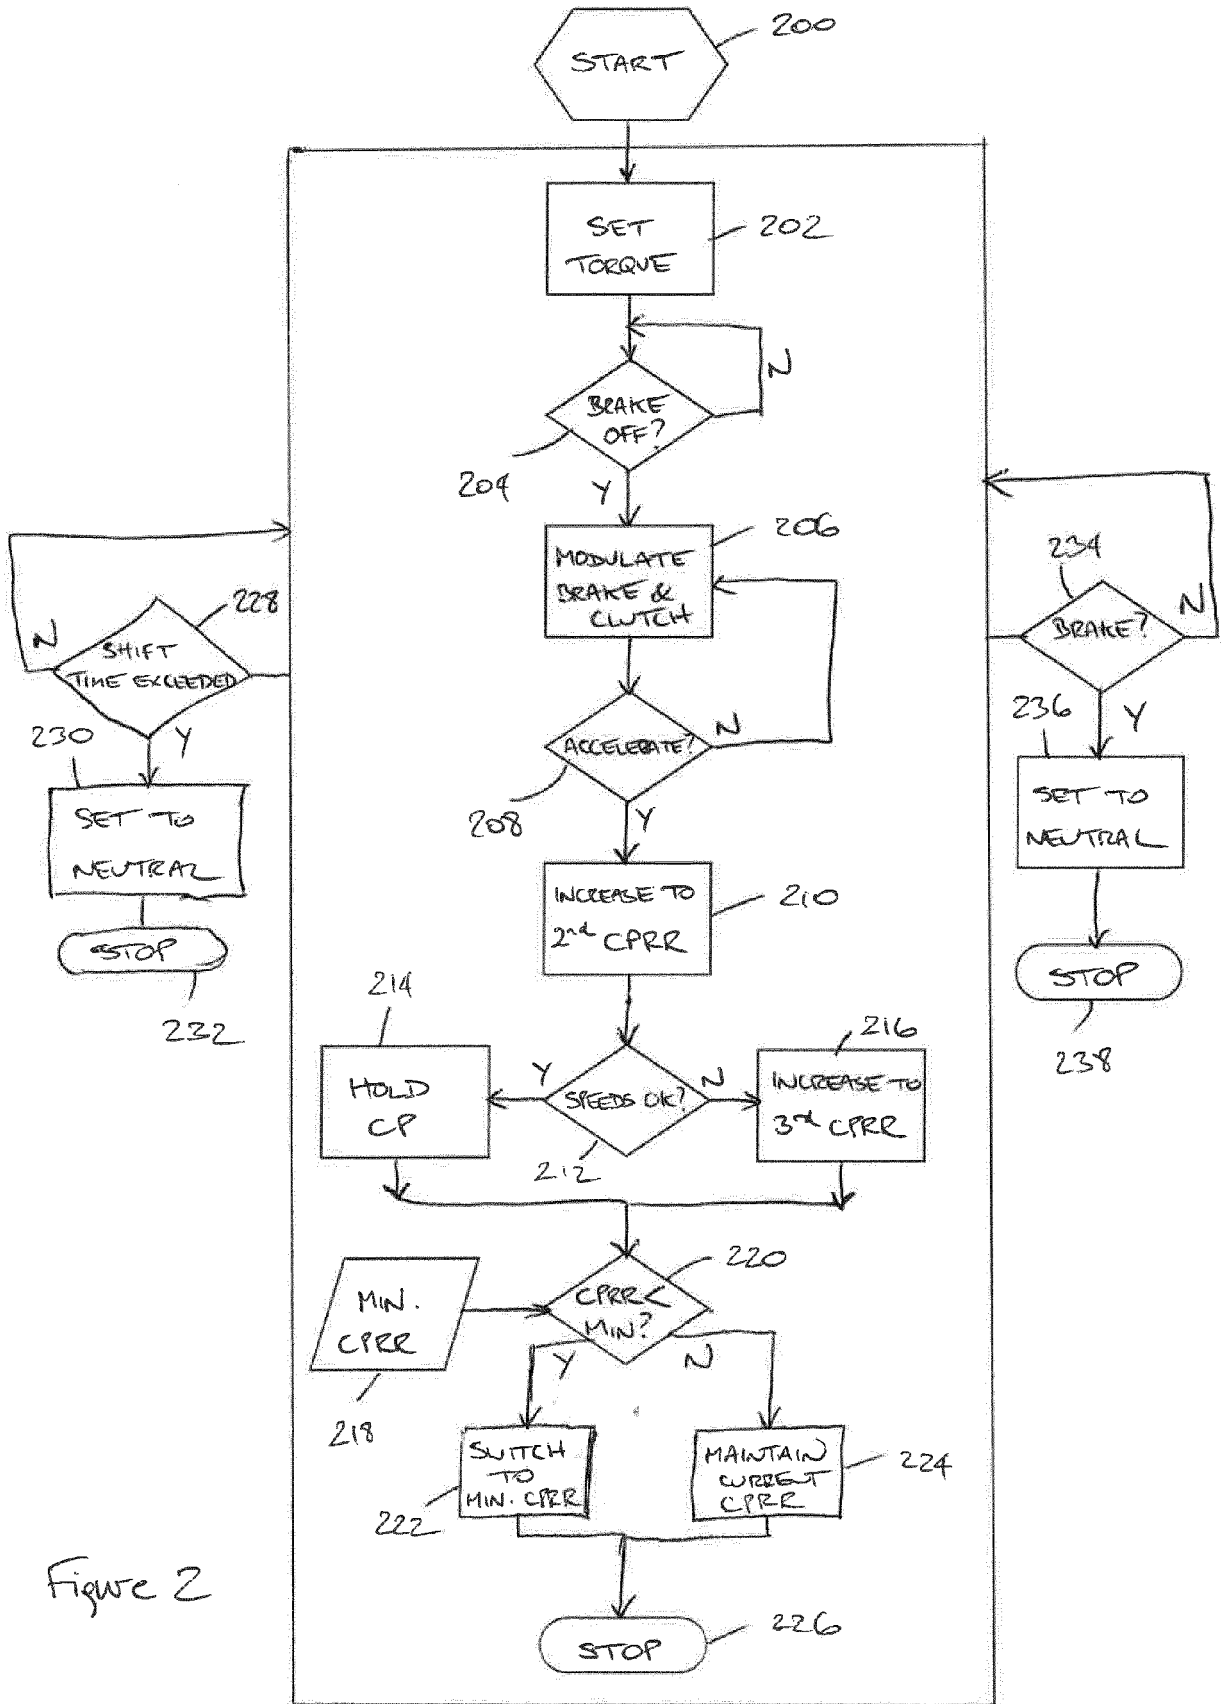 START
200
SET
TORQUE
202
N
BRAKE
OFF?
204
Y
206
MODULATE
BRAKE &
CLUTCH
ACCELERATE?
N
208
Y
INCREASE TO
2nd CPRR
210
214
HOLD
CP
Y
SPEEDS OK?
N
212
216
INCREASE TO
3rd CPRR
220
CPRR<
MIN?
MIN.
CPRR
218
Y
N
SWITCH
TO
MIN. CPRR
222
MAINTAIN
CURRENT
CPRR
224
STOP
226
228
SHIFT
TIME EXCEEDED
N
Y
230
SET TO
NEUTRAL
STOP
232
234
BRAKE?
N
Y
236
SET TO
NEUTRAL
STOP
238
Figure 2